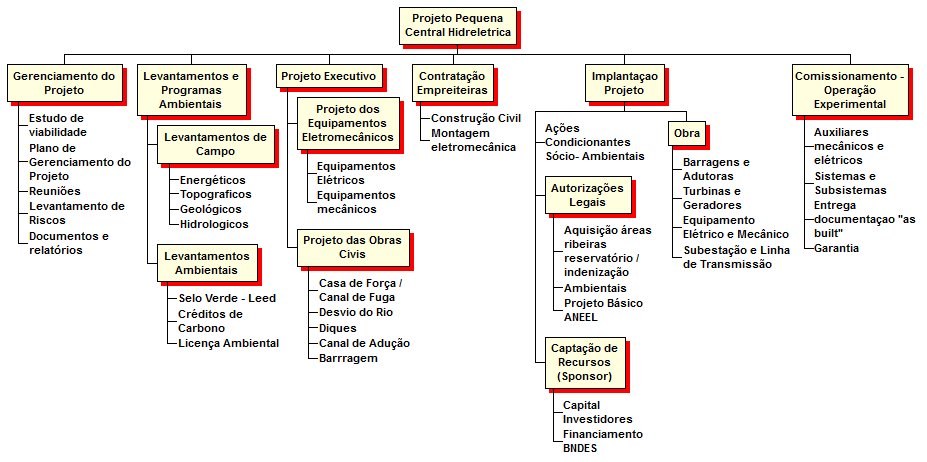 Projeto Pequena
Central Hidreletrica
Gerenciamento do
Projeto
Estudo de
viabilidade
Plano de
Gerenciamento do
Projeto
Reuniões
Levantamento de
Riscos
Documentos e
relatórios
Levantamentos e
Programas
Ambientais
Levantamentos de
Campo
Energéticos
Topograficos
Geológicos
Hidrologicos
Levantamentos
Ambientais
Selo Verde - Leed
Créditos de
Carbono
Licença Ambiental
Projeto Executivo
Projeto dos
Equipamentos
Eletromecânicos
Equipamentos
Elétricos
Equipamentos
mecânicos
Projeto das Obras
Civis
Casa de Força /
Canal de Fuga
Desvio do Rio
Diques
Canal de Adução
Barrragem
Contratação
Empreiteiras
Construção Civil
Montagem
eletromecânica
Implantaçao
Projeto
Ações
Condicionantes
Sócio- Ambientais
Autorizações
Legais
Aquisição áreas
ribeiras
reservatório /
indenização
Ambientais
Projeto Básico
ANEEL
Captação de
Recursos
(Sponsor)
Capital
Investidores
Financiamento
BNDES
Obra
Barragens e
Adutoras
Turbinas e
Geradores
Equipamento
Elétrico e Mecânico
Subestação e Linha
de Transmissão
Comissionamento -
Operação
Experimental
Auxiliares
mecânicos e
elétricos
Sistemas e
Subsistemas
Entrega
documentaçao "as
built"
Garantia